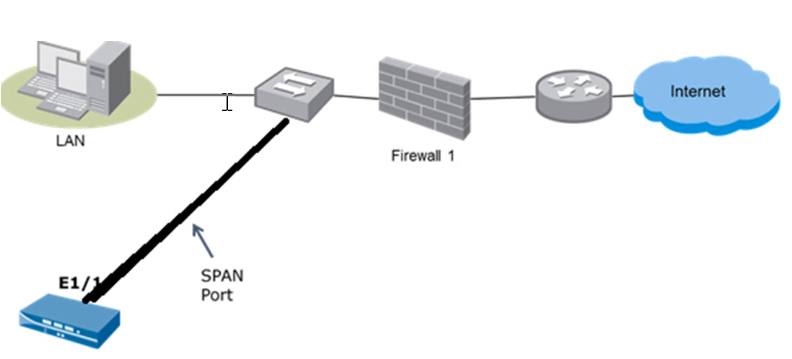 Internet
LAN
Firewall 1
SPAN
Port
E1/1